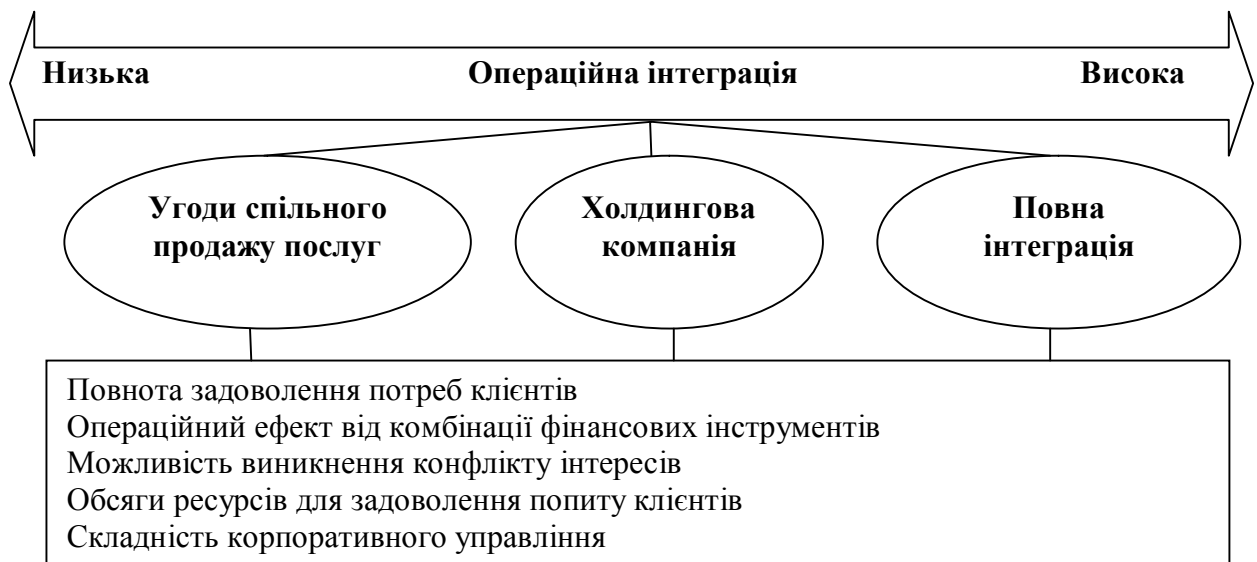 Низька Операційна інтеграція Висока
Угоди спільного
продажу послуг
Холдингова
компанія
Повна
інтеграція
Повнота задоволення потреб клієнтів
Операційний ефект від комбінації фінансових інструментів
Можливість виникнення конфлікту інтересів
Обсяги ресурсів для задоволення попиту клієнтів
Складність корпоративного управління